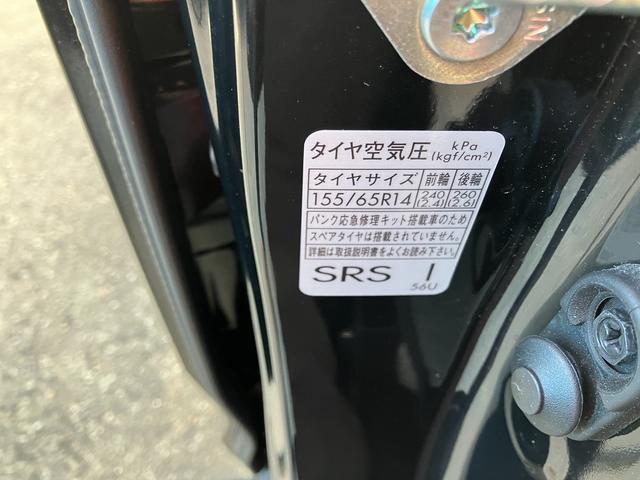 SIN
タイヤ空気圧 kPa (kgf/cm²)
タイヤサイズ 前輪 後輪
155/65R14 240 (2.4) 260 (2.6)
パンク応急修理キット搭載車のため
スペアタイヤは搭載されていません。
詳細は取扱説明書をよくお読み下さい。
SRS I
56U